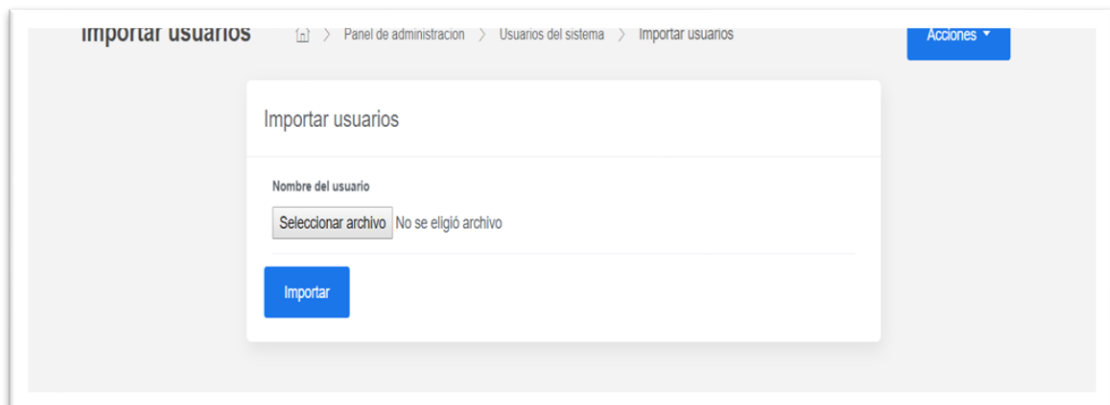 Importar usuarios
Panel de administracion > Usuarios del sistema > Importar usuarios
Acciones
Importar usuarios
Nombre del usuario
Seleccionar archivo No se eligió archivo
Importar